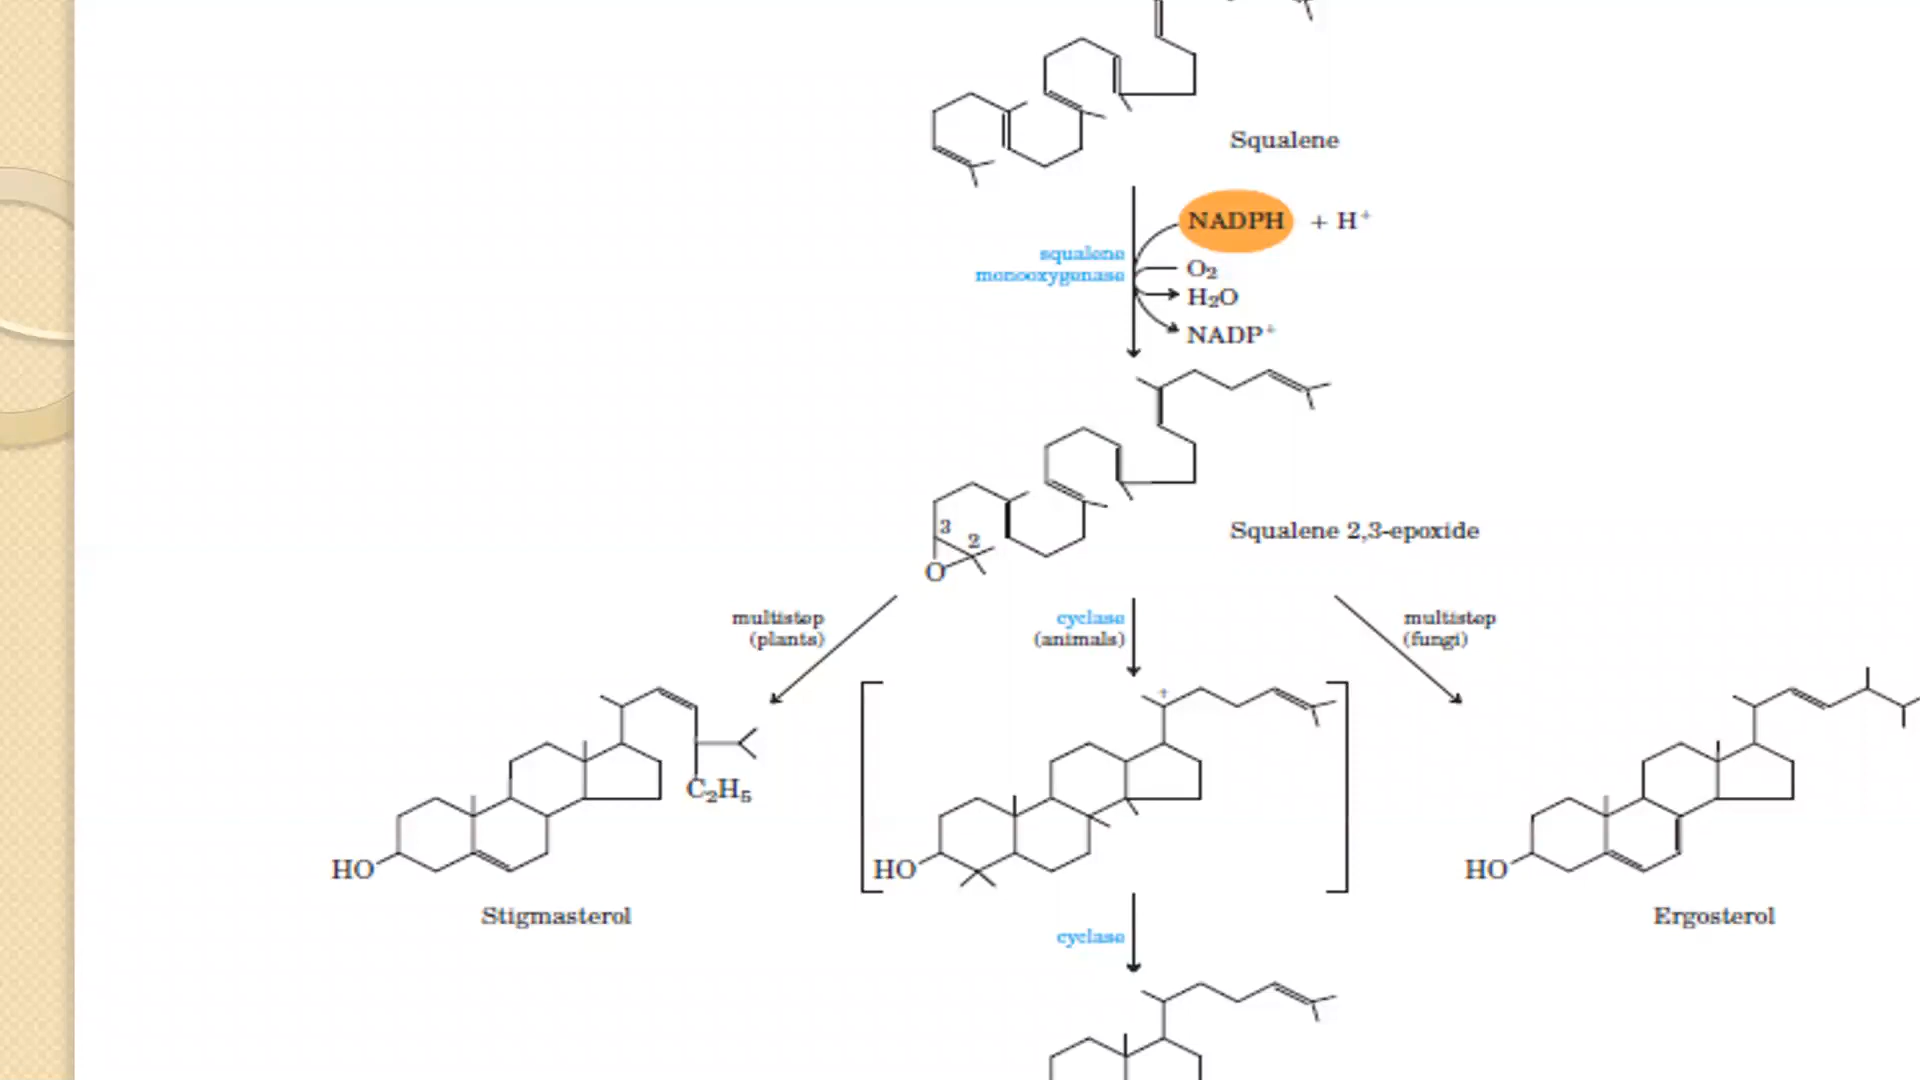 Squalene
NADPH + H⁺
squalene
monooxygenase
O₂
H₂O
NADP⁺
3
2
O
Squalene 2,3-epoxide
multistep
(plants)
cyclase
(animals)
multistep
(fungi)
+
C₂H₅
HO
HO
HO
Stigmasterol
Ergosterol
cyclase